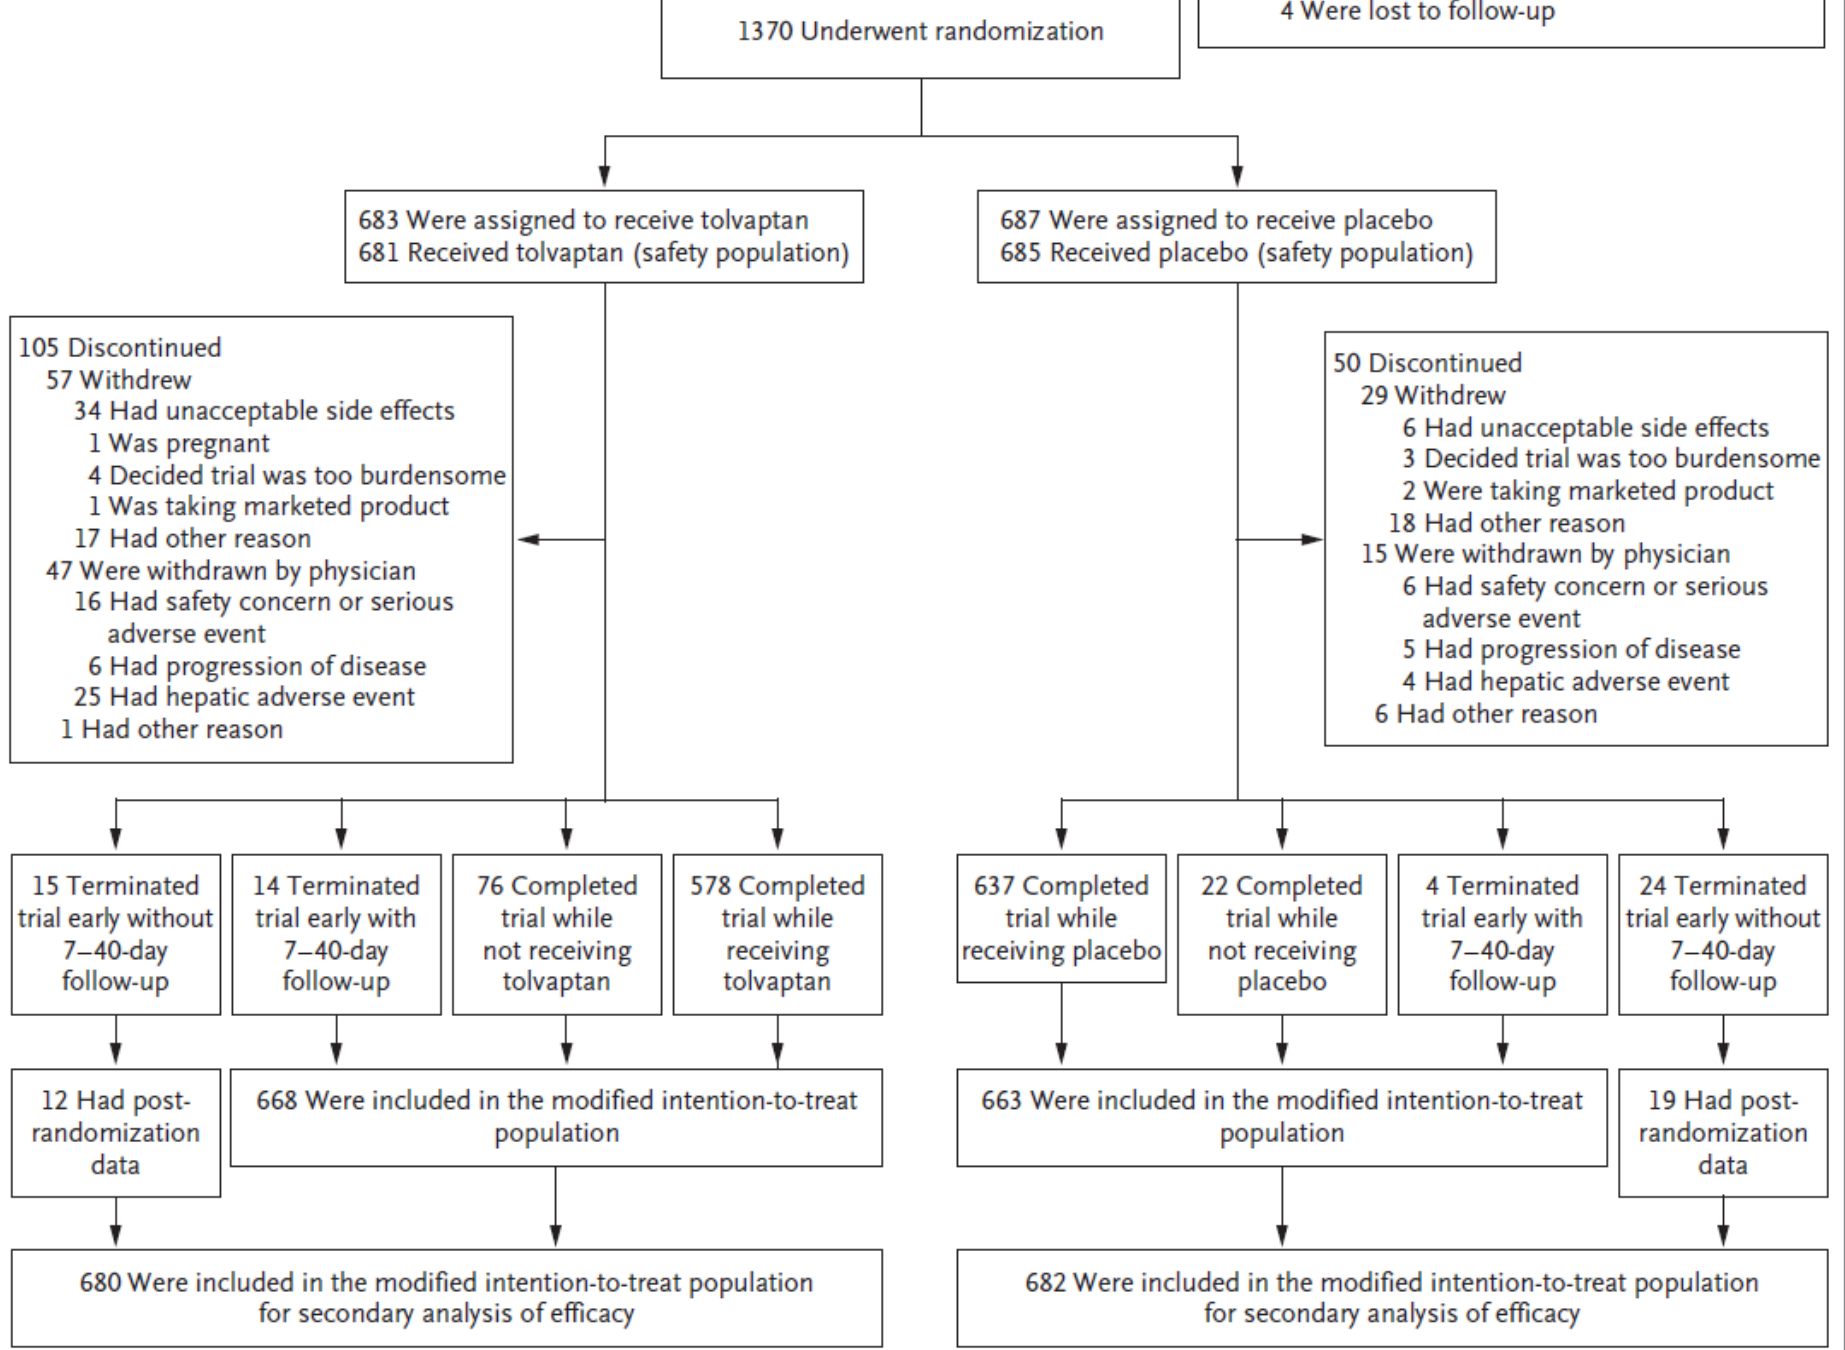 4 Were lost to follow-up
1370 Underwent randomization
683 Were assigned to receive tolvaptan
681 Received tolvaptan (safety population)
687 Were assigned to receive placebo
685 Received placebo (safety population)
105 Discontinued
57 Withdrew
34 Had unacceptable side effects
1 Was pregnant
4 Decided trial was too burdensome
1 Was taking marketed product
17 Had other reason
47 Were withdrawn by physician
16 Had safety concern or serious
adverse event
6 Had progression of disease
25 Had hepatic adverse event
1 Had other reason
50 Discontinued
29 Withdrew
6 Had unacceptable side effects
3 Decided trial was too burdensome
2 Were taking marketed product
18 Had other reason
15 Were withdrawn by physician
6 Had safety concern or serious
adverse event
5 Had progression of disease
4 Had hepatic adverse event
6 Had other reason
15 Terminated
trial early without
7–40-day
follow-up
14 Terminated
trial early with
7–40-day
follow-up
76 Completed
trial while
not receiving
tolvaptan
578 Completed
trial while
receiving
tolvaptan
637 Completed
trial while
receiving placebo
22 Completed
trial while
not receiving
placebo
4 Terminated
trial early with
7–40-day
follow-up
24 Terminated
trial early without
7–40-day
follow-up
12 Had post-
randomization
data
668 Were included in the modified intention-to-treat
population
663 Were included in the modified intention-to-treat
population
19 Had post-
randomization
data
680 Were included in the modified intention-to-treat population
for secondary analysis of efficacy
682 Were included in the modified intention-to-treat population
for secondary analysis of efficacy